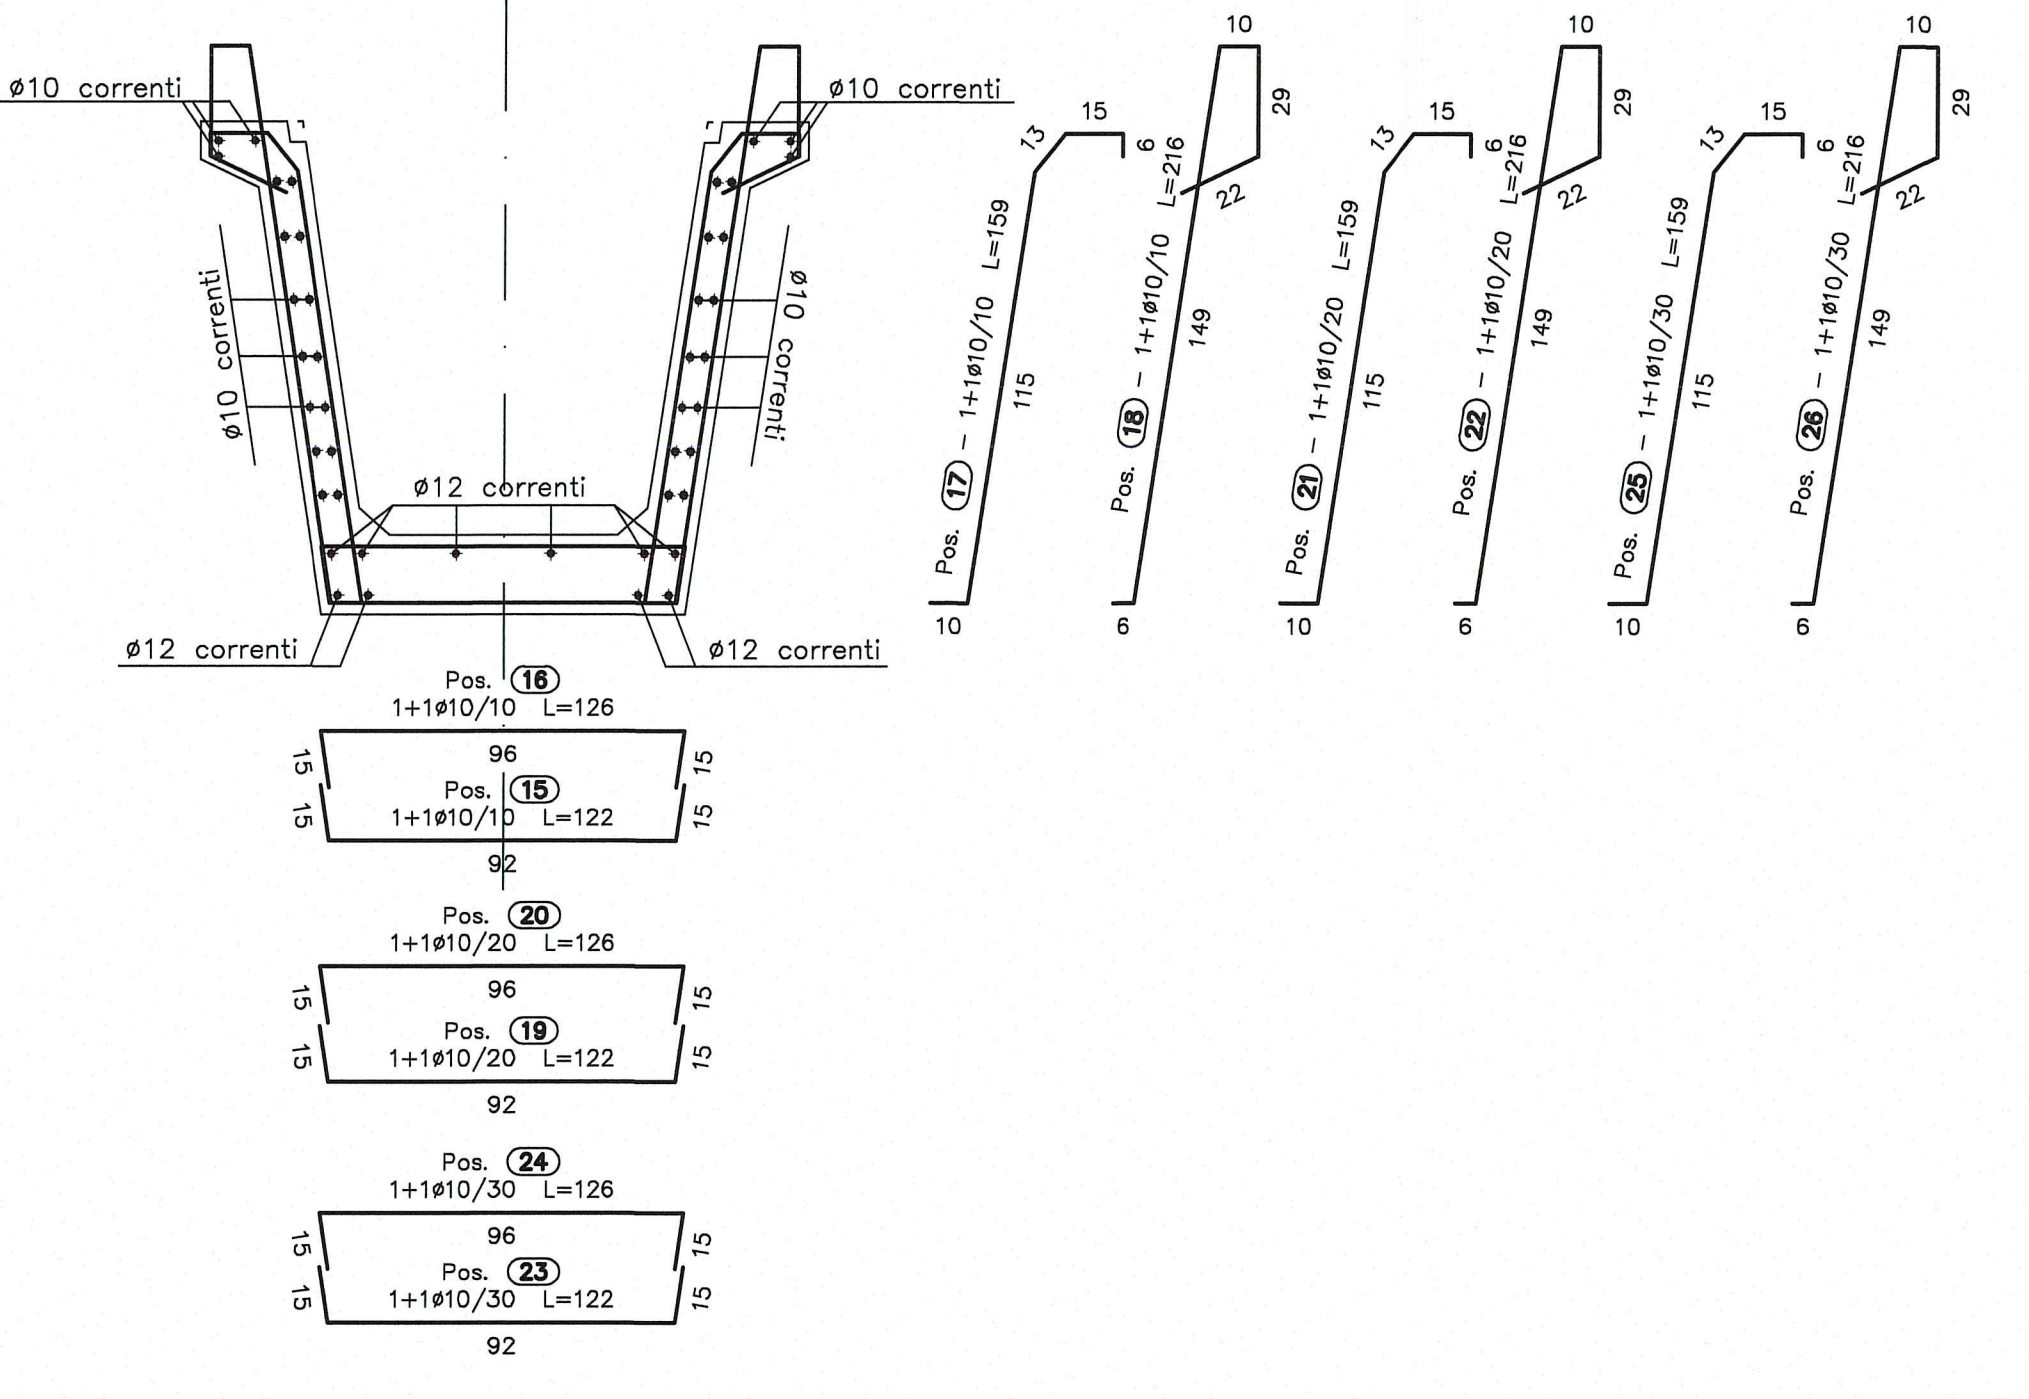 ø10 correnti
ø10 correnti
ø10 correnti
ø10 correnti
ø12 correnti
ø12 correnti
ø12 correnti
Pos. 16
1+1ø10/10 L=126
15
96
15
Pos. 15
1+1ø10/10 L=122
15
15
92
Pos. 20
1+1ø10/20 L=126
15
96
15
Pos. 19
1+1ø10/20 L=122
15
15
92
Pos. 24
1+1ø10/30 L=126
15
96
15
Pos. 23
1+1ø10/30 L=122
15
15
92
Pos. 17 – 1+1ø10/10 L=159
13
15
6
115
10
Pos. 18 – 1+1ø10/10 L=216
10
29
22
149
6
Pos. 21 – 1+1ø10/20 L=159
13
15
6
115
10
Pos. 22 – 1+1ø10/20 L=216
10
29
22
149
6
Pos. 25 – 1+1ø10/30 L=159
13
15
6
115
10
Pos. 26 – 1+1ø10/30 L=216
10
29
22
149
6